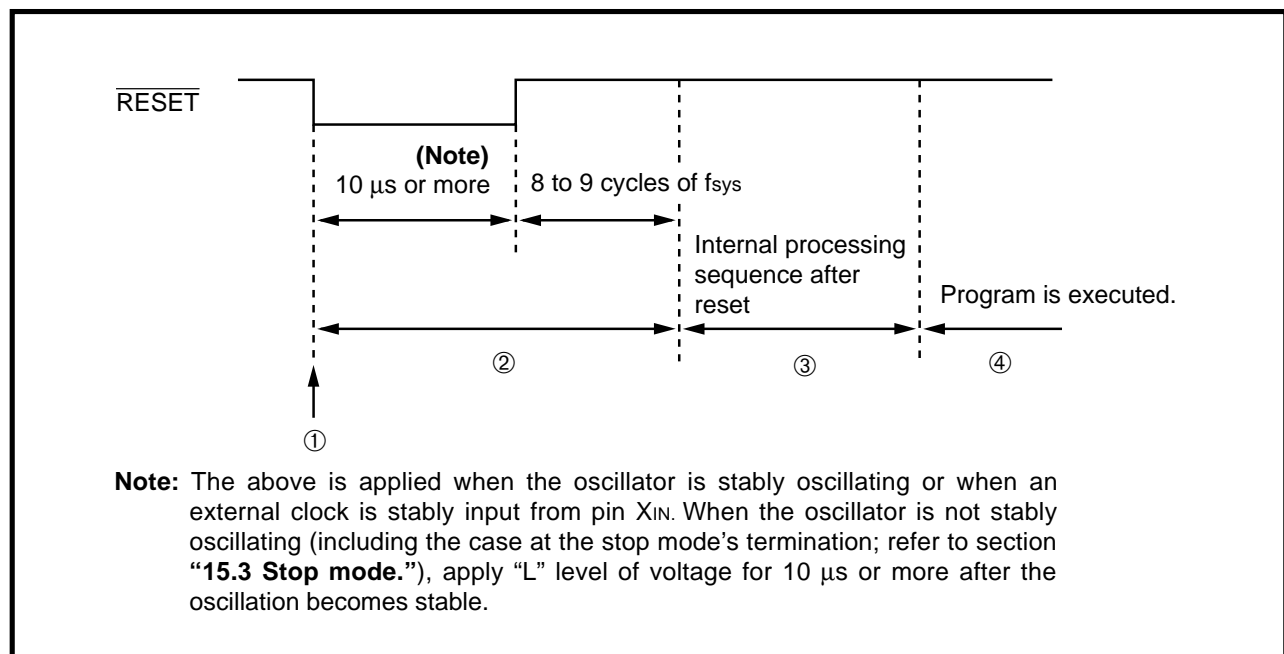 RESET
(Note)
10 μs or more
8 to 9 cycles of fsys
Internal processing
sequence after
reset
Program is executed.
②
③
④
①
Note: The above is applied when the oscillator is stably oscillating or when an
external clock is stably input from pin XIN. When the oscillator is not stably
oscillating (including the case at the stop mode’s termination; refer to section
“15.3 Stop mode.”), apply “L” level of voltage for 10 μs or more after the
oscillation becomes stable.